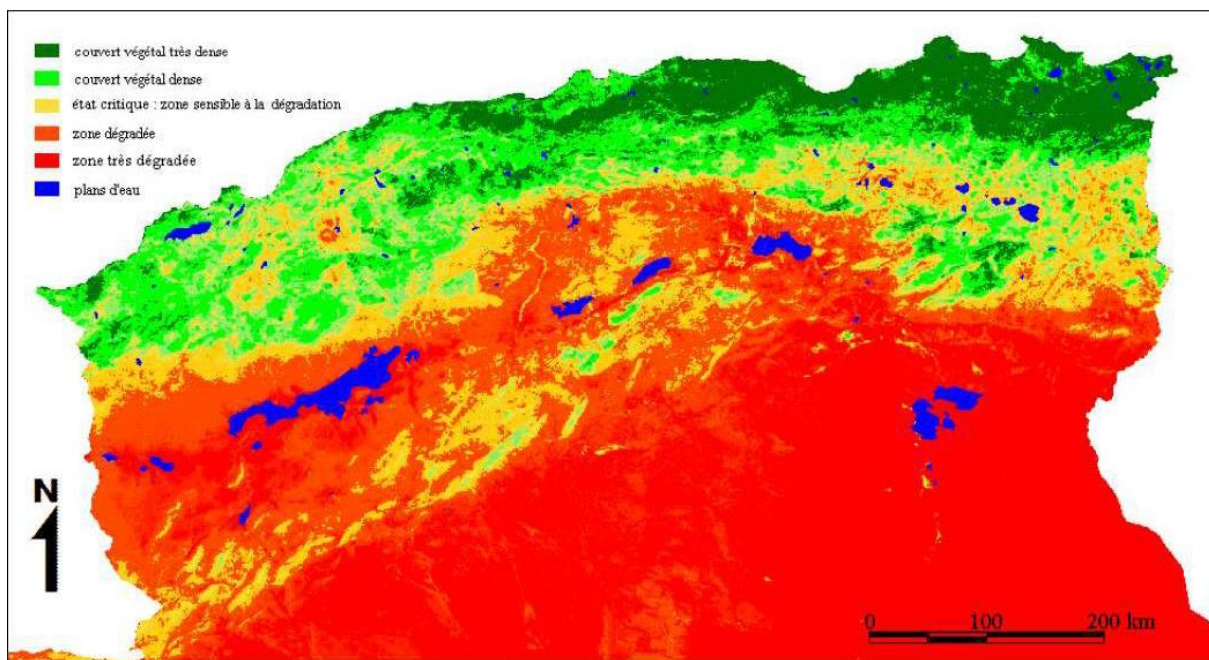 couvert végétal très dense
couvert végétal dense
état critique : zone sensible à la dégradation
zone dégradée
zone très dégradée
plans d'eau
N
0 100 200 km